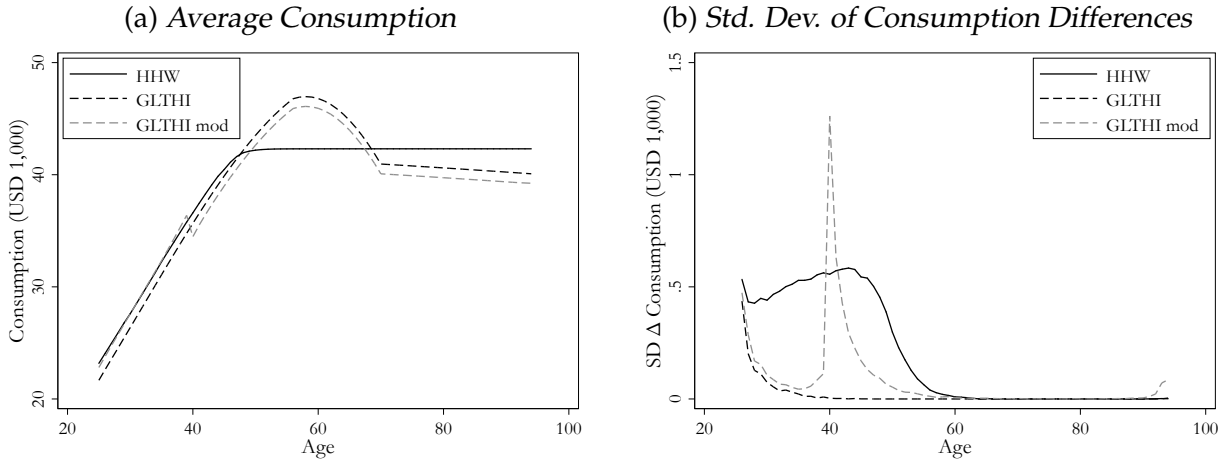 (a) Average Consumption
Consumption (USD 1,000)
50
40
30
20
HHW
GLTHI
GLTHI mod
20 40 60 80 100
Age
(b) Std. Dev. of Consumption Differences
SD Δ Consumption (USD 1,000)
1.5
1
.5
0
HHW
GLTHI
GLTHI mod
20 40 60 80 100
Age